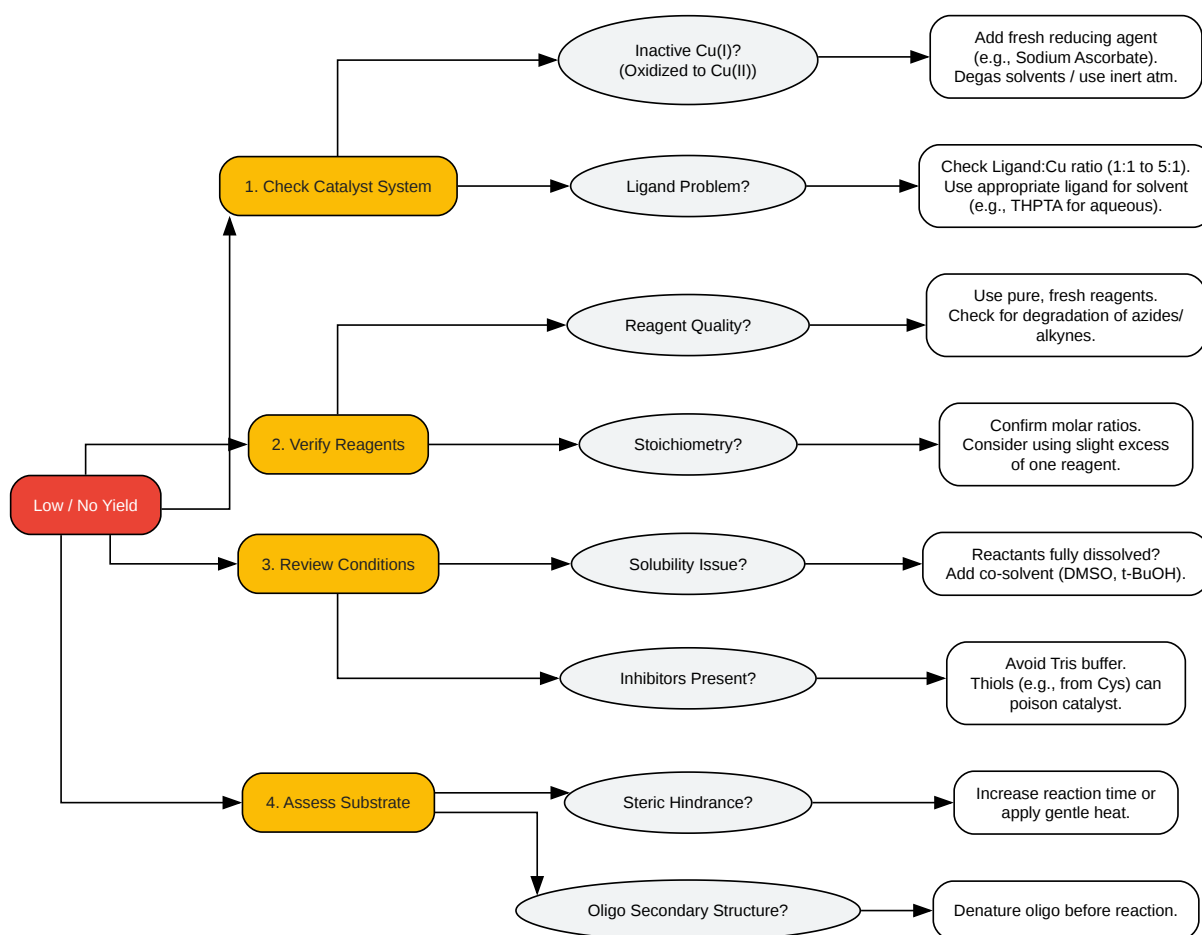 Low / No Yield
1. Check Catalyst System
Inactive Cu(I)?
(Oxidized to Cu(II))
Add fresh reducing agent
(e.g., Sodium Ascorbate).
Degas solvents / use inert atm.
Ligand Problem?
Check Ligand:Cu ratio (1:1 to 5:1).
Use appropriate ligand for solvent
(e.g., THPTA for aqueous).
2. Verify Reagents
Reagent Quality?
Use pure, fresh reagents.
Check for degradation of azides/
alkynes.
Stoichiometry?
Confirm molar ratios.
Consider using slight excess
of one reagent.
3. Review Conditions
Solubility Issue?
Reactants fully dissolved?
Add co-solvent (DMSO, t-BuOH).
Inhibitors Present?
Avoid Tris buffer.
Thiols (e.g., from Cys) can
poison catalyst.
4. Assess Substrate
Steric Hindrance?
Increase reaction time or
apply gentle heat.
Oligo Secondary Structure?
Denature oligo before reaction.